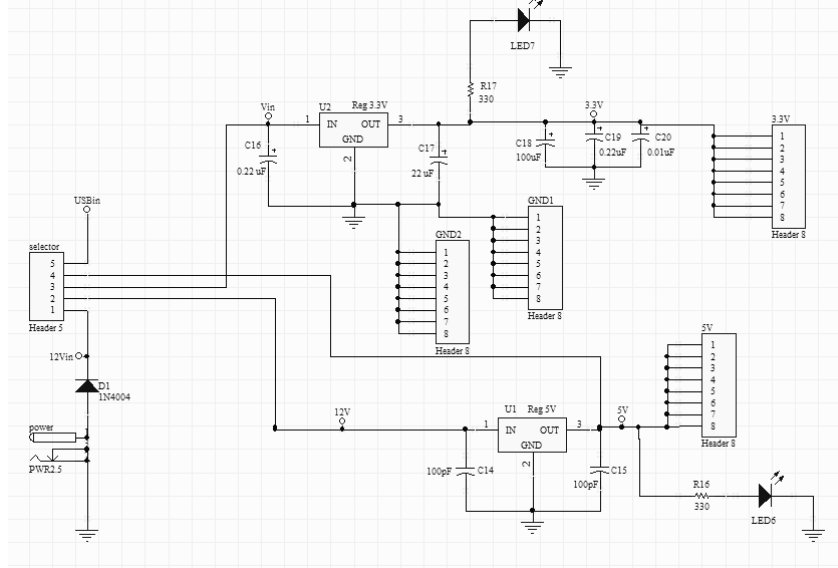 LED7
R17
330
Vin
U2 Reg 3.3V
1 IN OUT 3
GND
2
C16
0.22 uF
C17
22 uF
3.3V
C18
100uF
C19
0.22uF
C20
0.01uF
3.3V
1
2
3
4
5
6
7
8
Header 8
USBin
selector
5
4
3
2
1
Header 5
GND2
1
2
3
4
5
6
7
8
Header 8
GND1
1
2
3
4
5
6
7
8
Header 8
12Vin
D1
1N4004
power
1
PWR2.5
12V
U1 Reg 5V
1 IN OUT 3
GND
2
100pF C14
C15
100pF
5V
5V
1
2
3
4
5
6
7
8
Header 8
R16
330
LED6